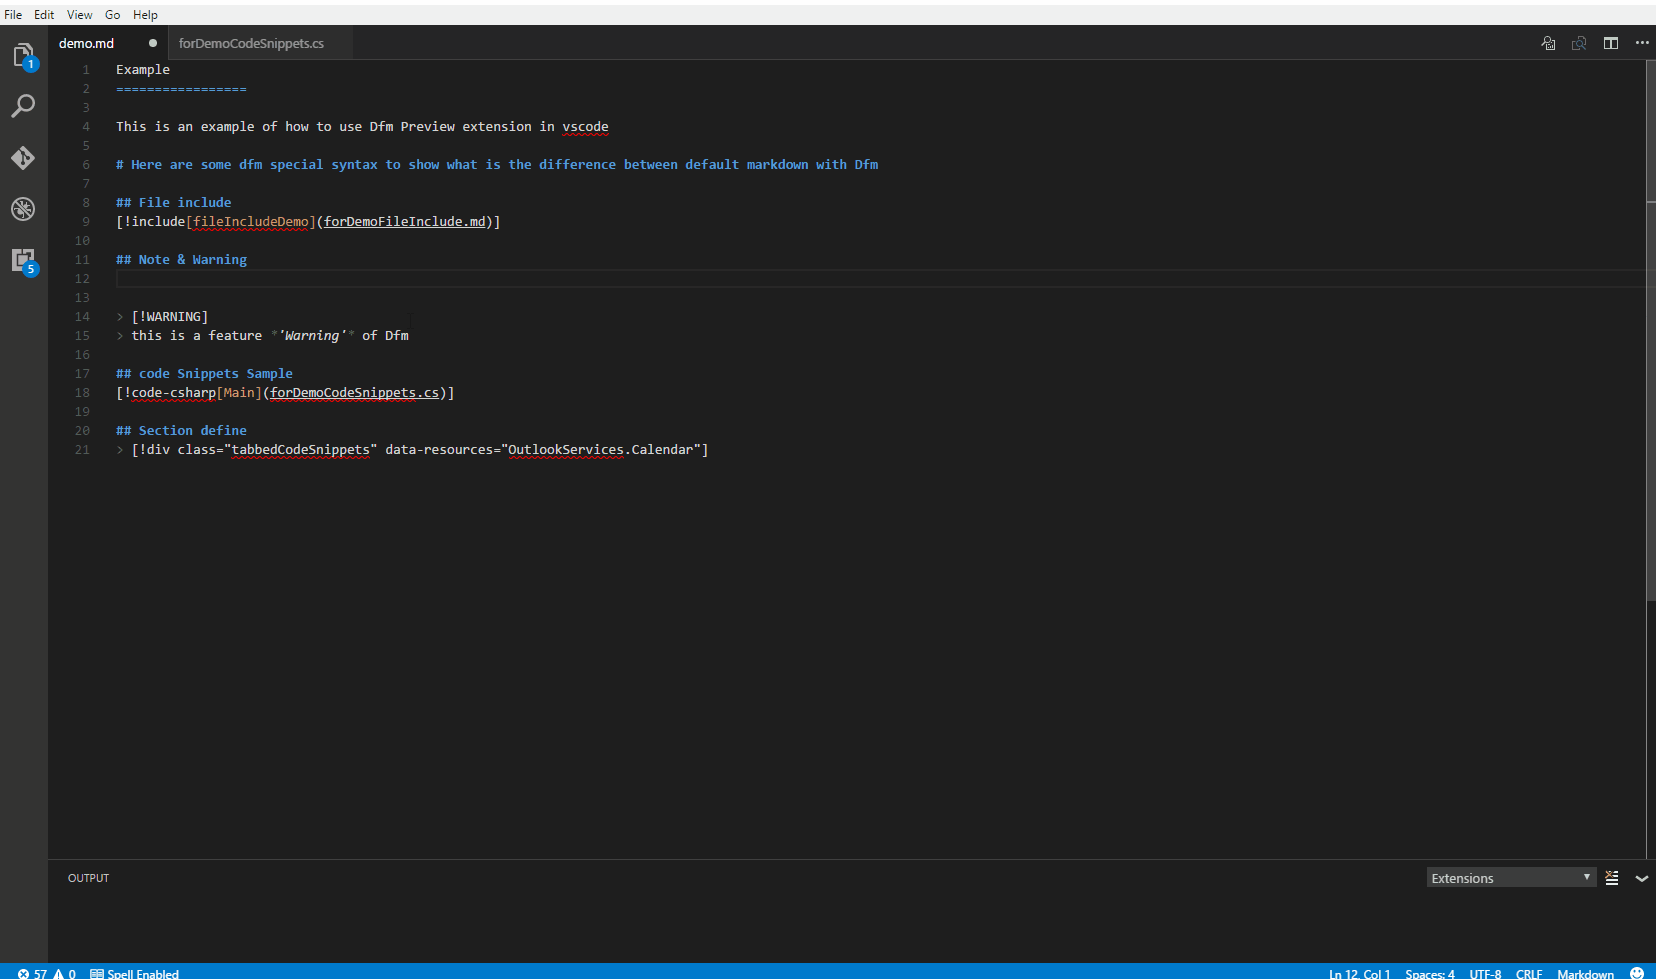 File Edit View Go Help
demo.md forDemoCodeSnippets.cs
1
5
1 Example
2 =================
3
4 This is an example of how to use Dfm Preview extension in vscode
5
6 # Here are some dfm special syntax to show what is the difference between default markdown with Dfm
7
8 ## File include
9 [!include[fileIncludeDemo](forDemoFileInclude.md)]
10
11 ## Note & Warning
12
13
14 > [!WARNING]
15 > this is a feature *'Warning'* of Dfm
16
17 ## code Snippets Sample
18 [!code-csharp[Main](forDemoCodeSnippets.cs)]
19
20 ## Section define
21 > [!div class="tabbedCodeSnippets" data-resources="OutlookServices.Calendar"]
OUTPUT Extensions
57 0 Spell Enabled Ln 12, Col 1 Spaces: 4 UTF-8 CRLF Markdown